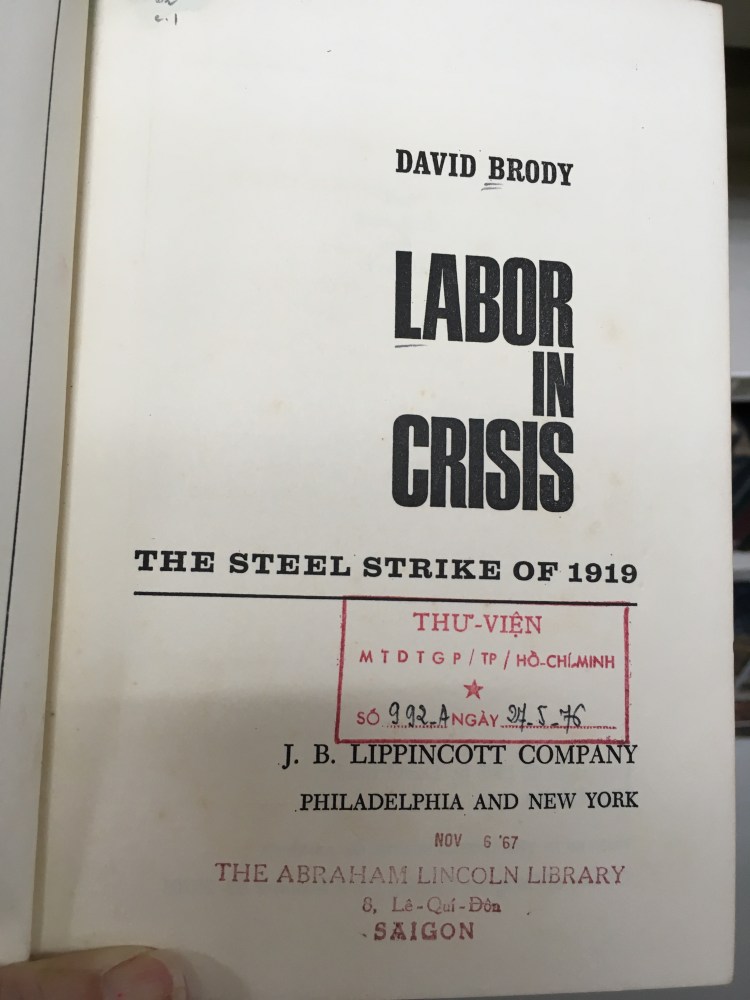 c.1
DAVID BRODY
LABOR
IN
CRISIS
THE STEEL STRIKE OF 1919
THƯ-VIỆN
M T D T G P / TP / HỒ-CHÍ-MINH
SỐ 992-A NGÀY 27-5-76
J. B. LIPPINCOTT COMPANY
PHILADELPHIA AND NEW YORK
NOV 6 '67
THE ABRAHAM LINCOLN LIBRARY
8, Lê-Quí-Đôn
SAIGON